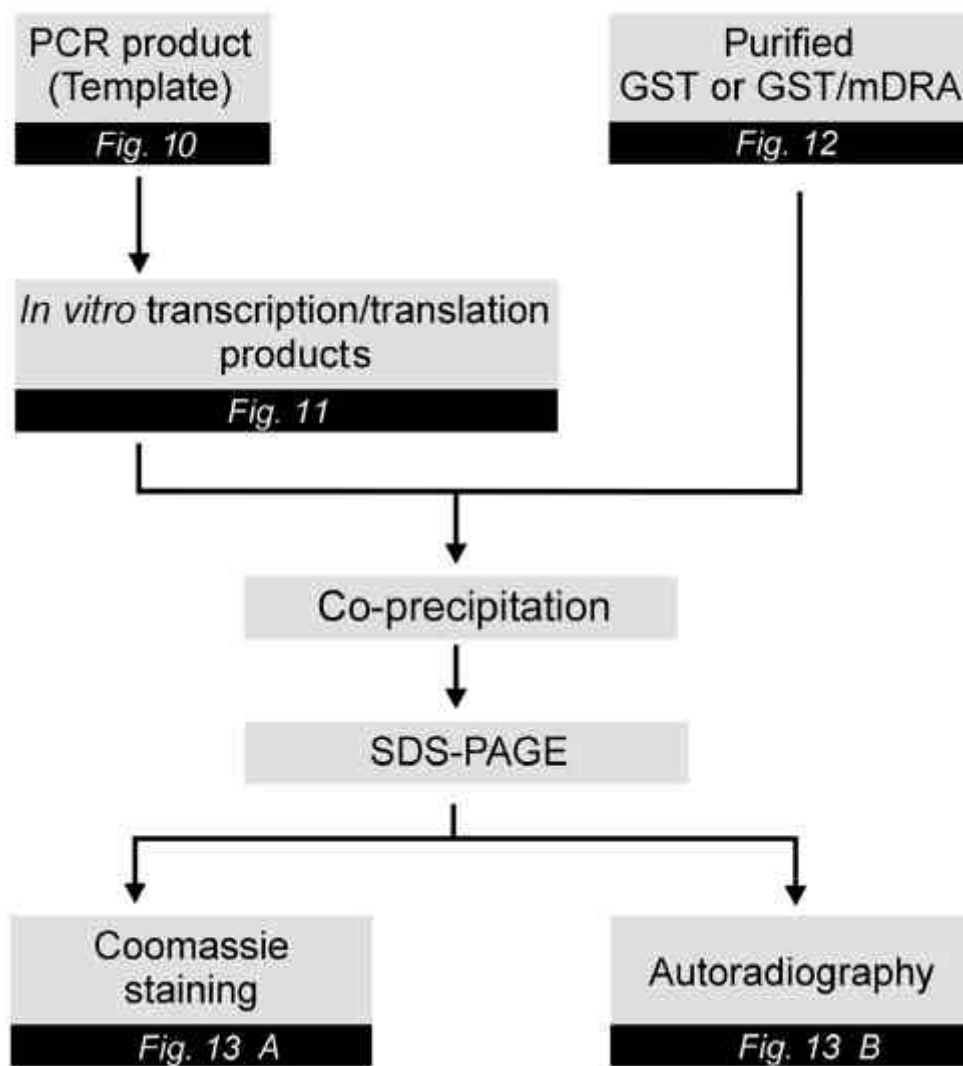 PCR product
(Template)
Fig. 10
Purified
GST or GST/mDRA
Fig. 12
In vitro transcription/translation
products
Fig. 11
Co-precipitation
SDS-PAGE
Coomassie
staining
Fig. 13 A
Autoradiography
Fig. 13 B